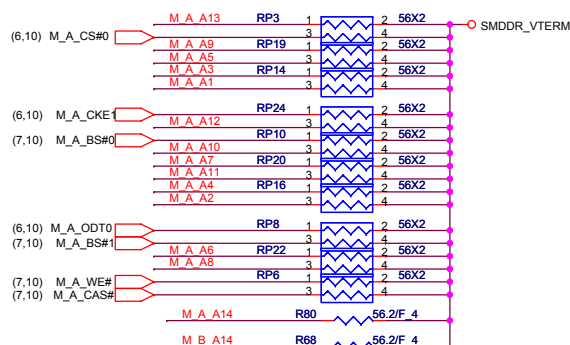 M_A_A13 RP3 1 2 56X2 SMDDR_VTERM
(6,10) M_A_CS#0 3 4
M_A_A9 RP19 1 2 56X2
M_A_A5 3 4
M_A_A3 RP14 1 2 56X2
M_A_A1 3 4
(6,10) M_A_CKE1 RP24 1 2 56X2
M_A_A12 3 4
(7,10) M_A_BS#0 RP10 1 2 56X2
M_A_A10 3 4
M_A_A7 RP20 1 2 56X2
M_A_A11 3 4
M_A_A4 RP16 1 2 56X2
M_A_A2 3 4
(6,10) M_A_ODT0 RP8 1 2 56X2
(7,10) M_A_BS#1 3 4
M_A_A6 RP22 1 2 56X2
M_A_A8 3 4
(7,10) M_A_WE# RP6 1 2 56X2
(7,10) M_A_CAS# 3 4
M_A_A14 R80 56.2/F_4
M_B_A14 R68 56.2/F_4